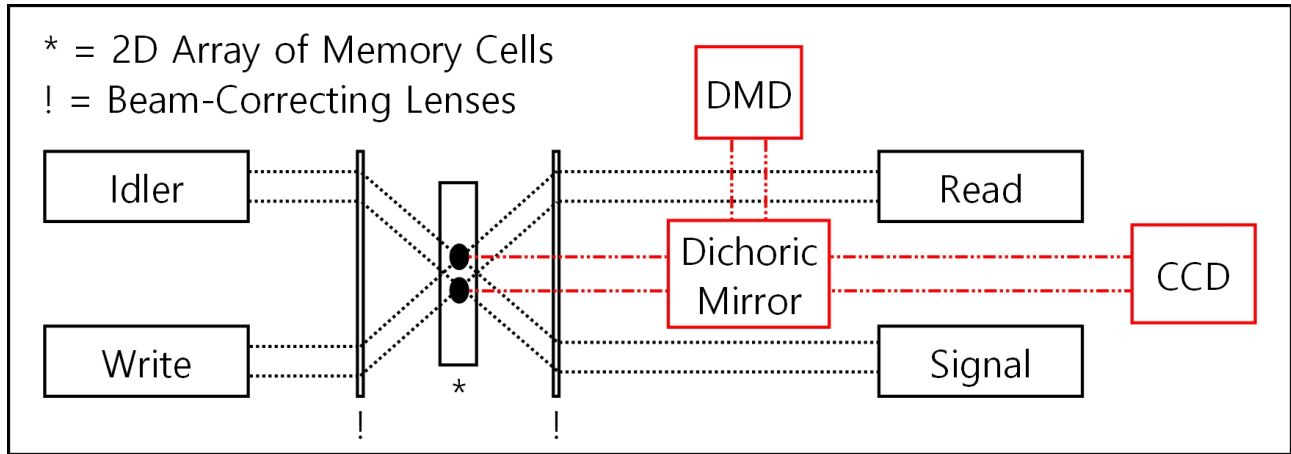 * = 2D Array of Memory Cells
! = Beam-Correcting Lenses
DMD
Idler
Read
Dichoric
Mirror
CCD
Write
Signal
*
!
!